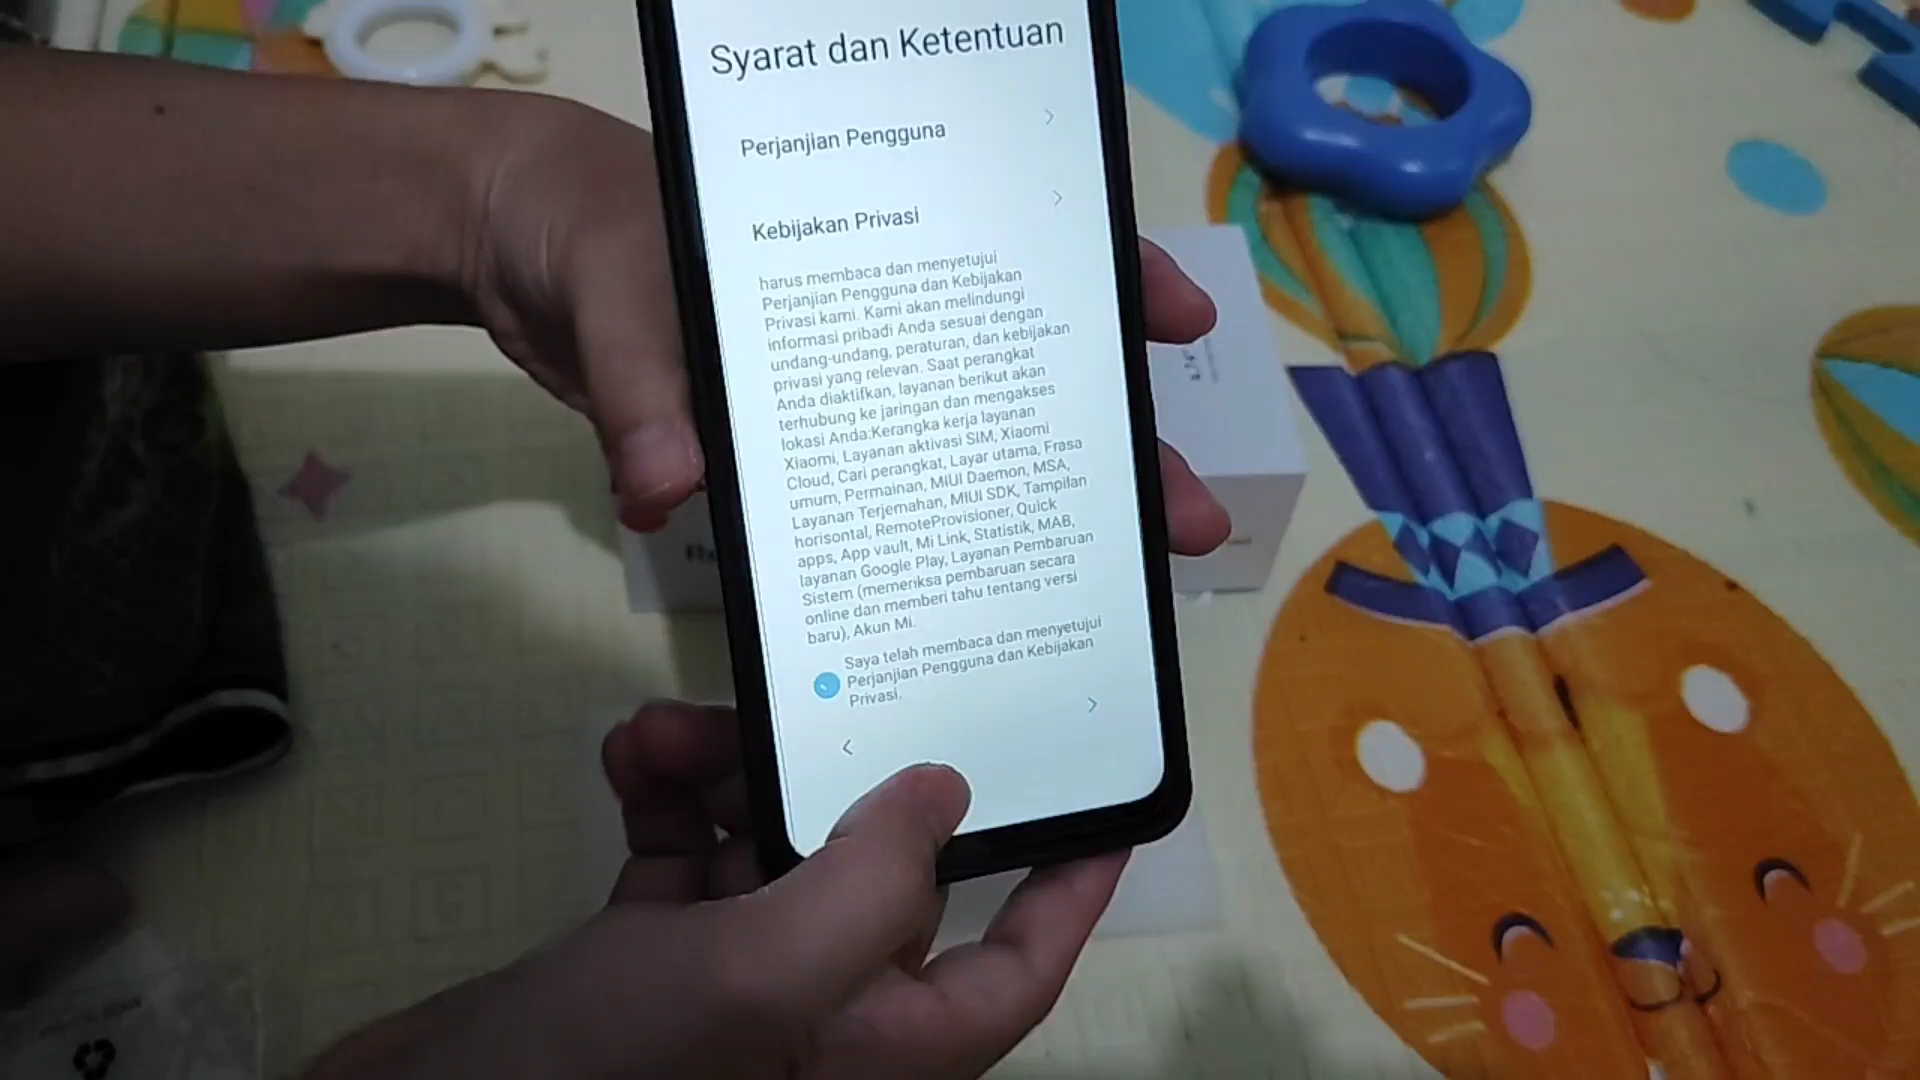 Syarat dan Ketentuan
Perjanjian Pengguna
Kebijakan Privasi
harus membaca dan menyetujui
Perjanjian Pengguna dan Kebijakan
Privasi kami. Kami akan melindungi
informasi pribadi Anda sesuai dengan
undang-undang, peraturan, dan kebijakan
privasi yang relevan. Saat perangkat
Anda diaktifkan, layanan berikut akan
terhubung ke jaringan dan mengakses
lokasi Anda:Kerangka kerja layanan
Xiaomi, Layanan aktivasi SIM, Xiaomi
Cloud, Cari perangkat, Layar utama, Frasa
umum, Permainan, MIUI Daemon, MSA,
Layanan Terjemahan, MIUI SDK, Tampilan
horisontal, RemoteProvisioner, Quick
apps, App vault, Mi Link, Statistik, MAB,
layanan Google Play, Layanan Pembaruan
Sistem (memeriksa pembaruan secara
online dan memberi tahu tentang versi
baru), Akun Mi.
Saya telah membaca dan menyetujui
Perjanjian Pengguna dan Kebijakan
Privasi.